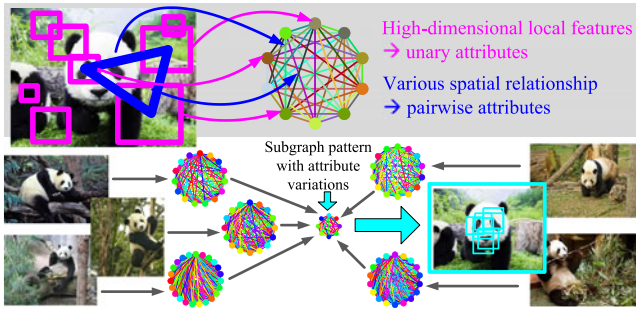 High-dimensional local features
→ unary attributes
Various spatial relationship
→ pairwise attributes
Subgraph pattern
with attribute
variations